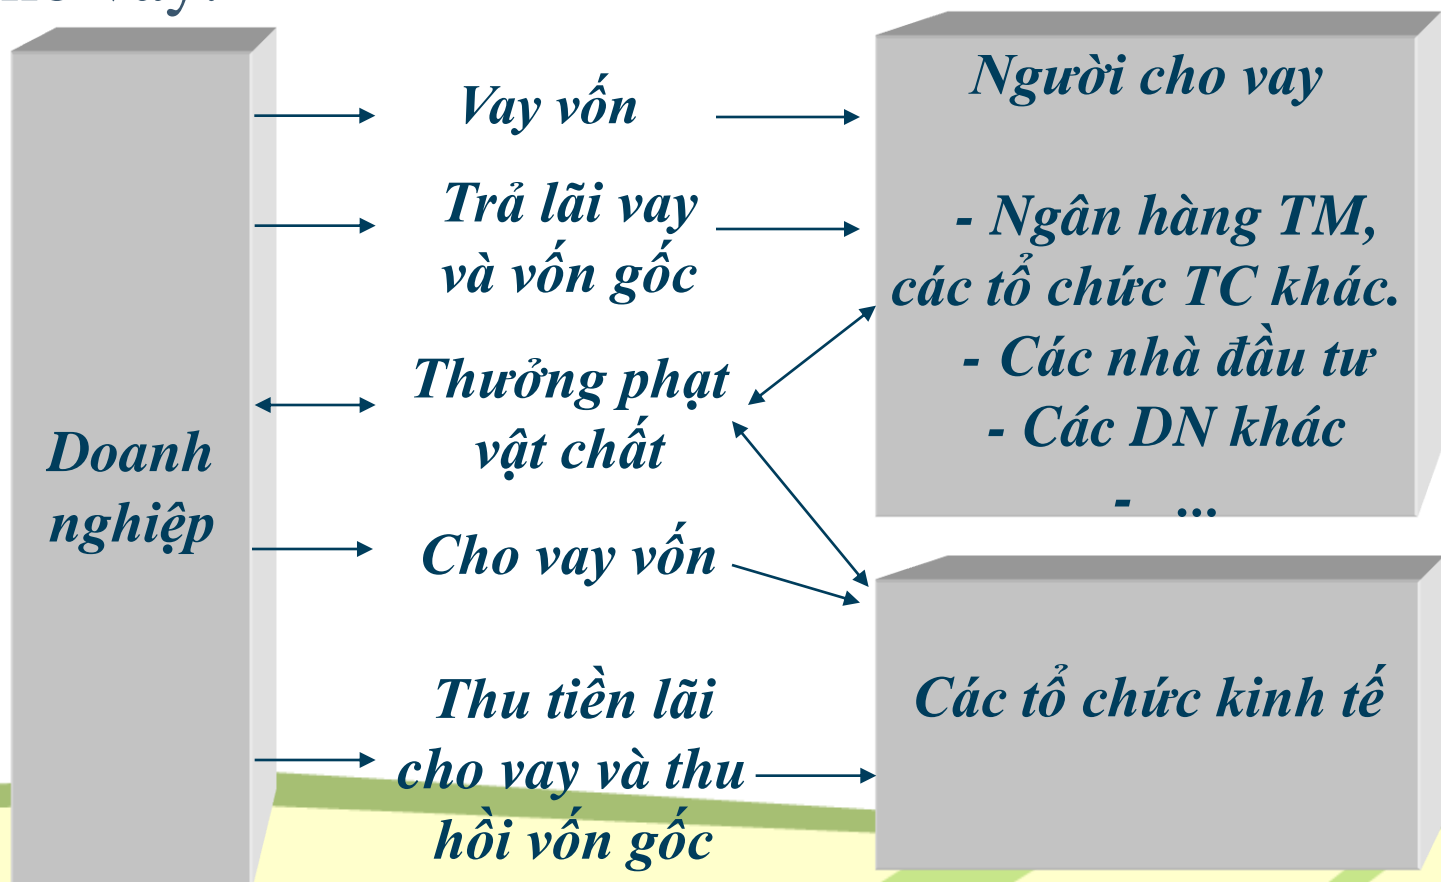 vay.
Doanh
nghiệp
Vay vốn
Trả lãi vay
và vốn gốc
Thưởng phạt
vật chất
Cho vay vốn
Thu tiền lãi
cho vay và thu
hồi vốn gốc
Người cho vay
- Ngân hàng TM,
các tổ chức TC khác.
- Các nhà đầu tư
- Các DN khác
- ...
Các tổ chức kinh tế